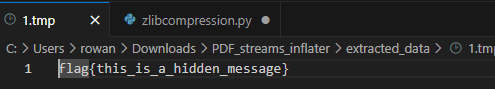 1.tmp zlibcompression.py
C: > Users > rowan > Downloads > PDF_streams_inflater > extracted_data > 1.tmp
1 flag{this_is_a_hidden_message}